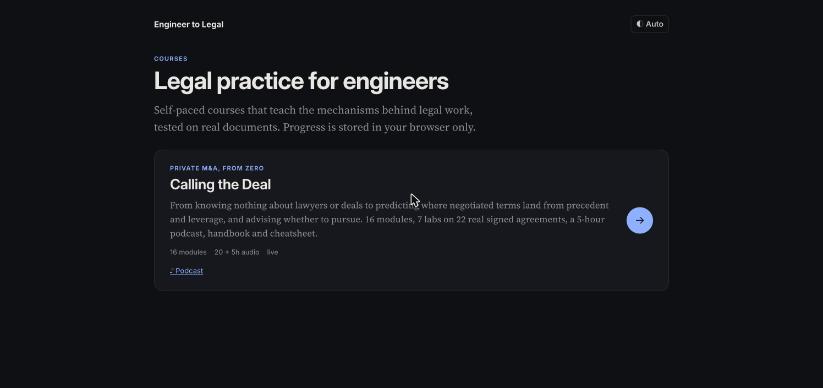 Engineer to Legal
Auto
COURSES
Legal practice for engineers
Self-paced courses that teach the mechanisms behind legal work,
tested on real documents. Progress is stored in your browser only.
PRIVATE M&A, FROM ZERO
Calling the Deal
From knowing nothing about lawyers or deals to predicting where negotiated terms land from precedent
and leverage, and advising whether to pursue. 16 modules, 7 labs on 22 real signed agreements, a 5-hour
podcast, handbook and cheatsheet.
16 modules 20 + 5h audio live
Podcast